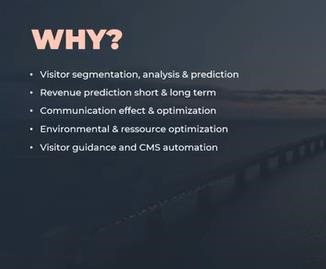 WHY?
• Visitor segmentation, analysis & prediction
• Revenue prediction short & long term
• Communication effect & optimization
• Environmental & ressource optimization
• Visitor guidance and CMS automation